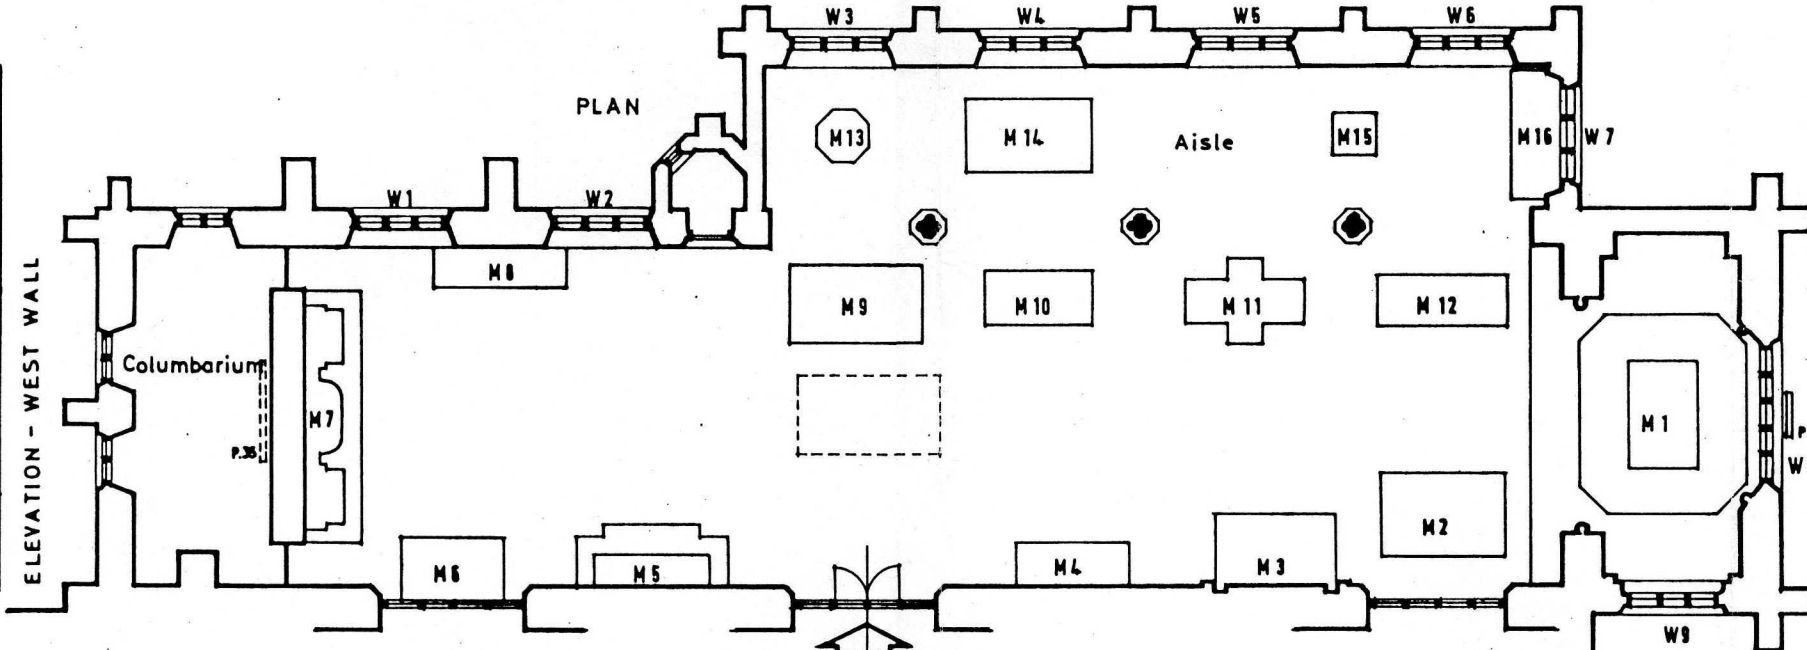 W3 W4 W5 W6
PLAN
M13 M14 Aisle M15 M16 W7
W1 W2
M8
M9 M10 M11 M12
ELEVATION - WEST WALL
Columbarium
M7 M1
P.35
P
W
M2
M6 M5 M4 M3
W9